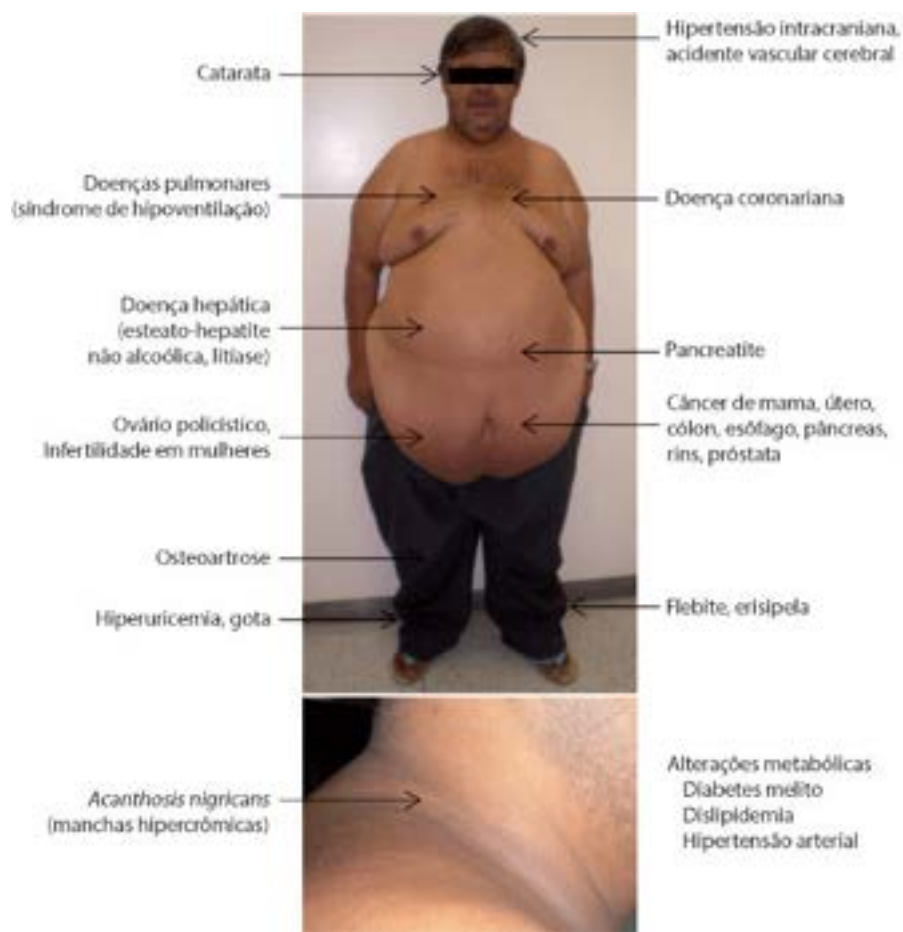 Hipertensão intracraniana,
acidente vascular cerebral
Catarata
Doenças pulmonares
(síndrome de hipoventilação)
Doença coronariana
Doença hepática
(esteato-hepatite
não alcoólica, litíase)
Pancreatite
Câncer de mama, útero,
cólon, esôfago, pâncreas,
rins, próstata
Ovário policístico,
Infertilidade em mulheres
Osteoartrose
Hiperuricemia, gota
Flebite, erisipela
Acanthosis nigricans
(manchas hipercrômicas)
Alterações metabólicas
Diabetes melito
Dislipidemia
Hipertensão arterial